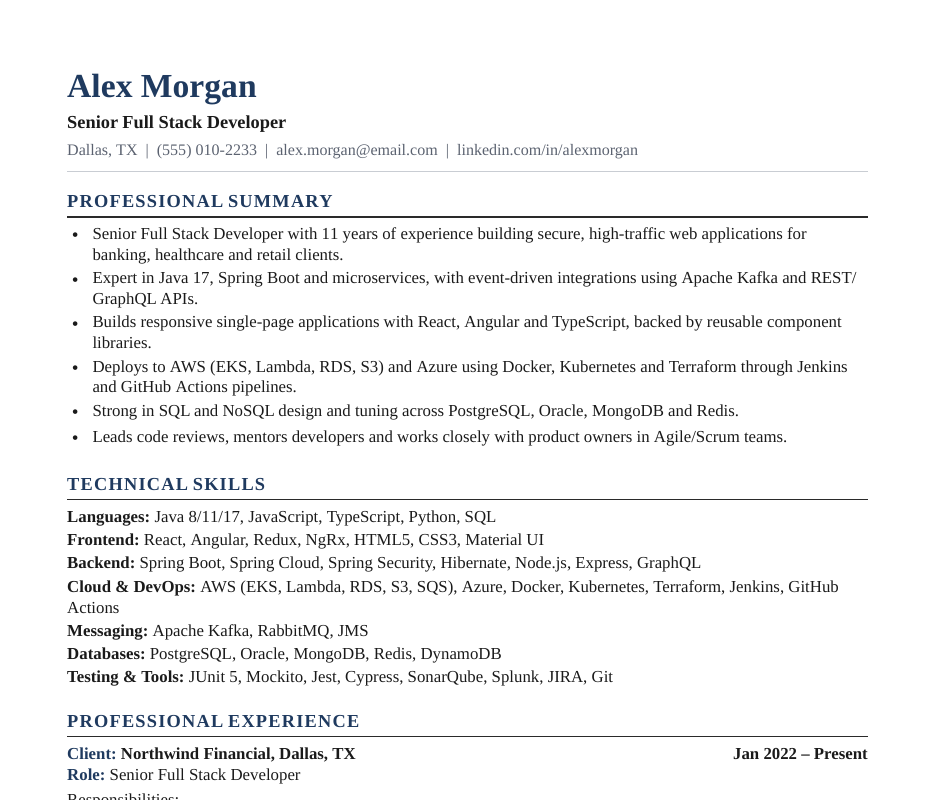 Alex Morgan
Senior Full Stack Developer
Dallas, TX | (555) 010-2233 | alex.morgan@email.com | linkedin.com/in/alexmorgan
PROFESSIONAL SUMMARY
• Senior Full Stack Developer with 11 years of experience building secure, high-traffic web applications for
banking, healthcare and retail clients.
• Expert in Java 17, Spring Boot and microservices, with event-driven integrations using Apache Kafka and REST/
GraphQL APIs.
• Builds responsive single-page applications with React, Angular and TypeScript, backed by reusable component
libraries.
• Deploys to AWS (EKS, Lambda, RDS, S3) and Azure using Docker, Kubernetes and Terraform through Jenkins
and GitHub Actions pipelines.
• Strong in SQL and NoSQL design and tuning across PostgreSQL, Oracle, MongoDB and Redis.
• Leads code reviews, mentors developers and works closely with product owners in Agile/Scrum teams.
TECHNICAL SKILLS
Languages: Java 8/11/17, JavaScript, TypeScript, Python, SQL
Frontend: React, Angular, Redux, NgRx, HTML5, CSS3, Material UI
Backend: Spring Boot, Spring Cloud, Spring Security, Hibernate, Node.js, Express, GraphQL
Cloud & DevOps: AWS (EKS, Lambda, RDS, S3, SQS), Azure, Docker, Kubernetes, Terraform, Jenkins, GitHub
Actions
Messaging: Apache Kafka, RabbitMQ, JMS
Databases: PostgreSQL, Oracle, MongoDB, Redis, DynamoDB
Testing & Tools: JUnit 5, Mockito, Jest, Cypress, SonarQube, Splunk, JIRA, Git
PROFESSIONAL EXPERIENCE
Client: Northwind Financial, Dallas, TX Jan 2022 – Present
Role: Senior Full Stack Developer
Responsibilities: